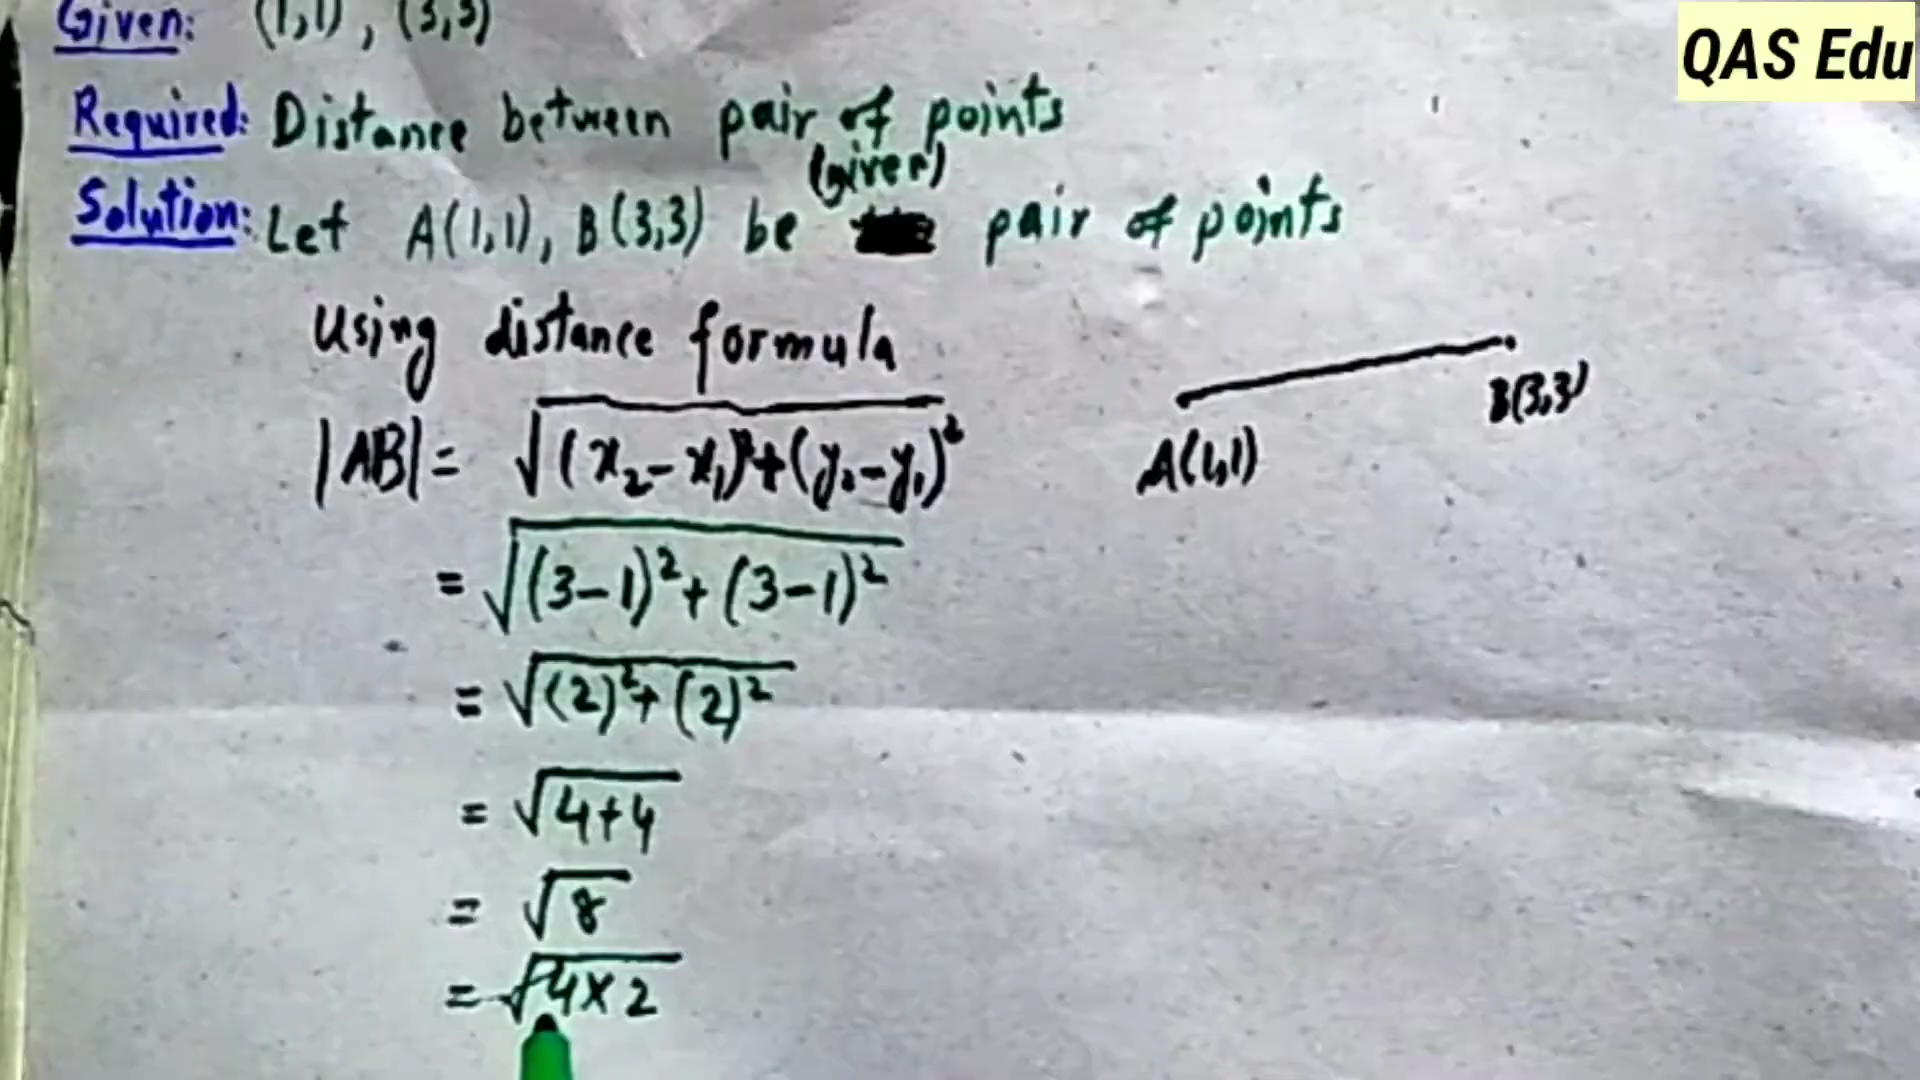 Given: (1,1), (3,3)
QAS Edu
Required: Distance between pair of points
(given)
Solution: Let A(1,1), B(3,3) be pair of points
Using distance formula
|AB| = √(x₂-x₁)²+(y₂-y₁)²
A(1,1) B(3,3)
= √(3-1)²+(3-1)²
= √(2)²+(2)²
= √4+4
= √8
= √4×2